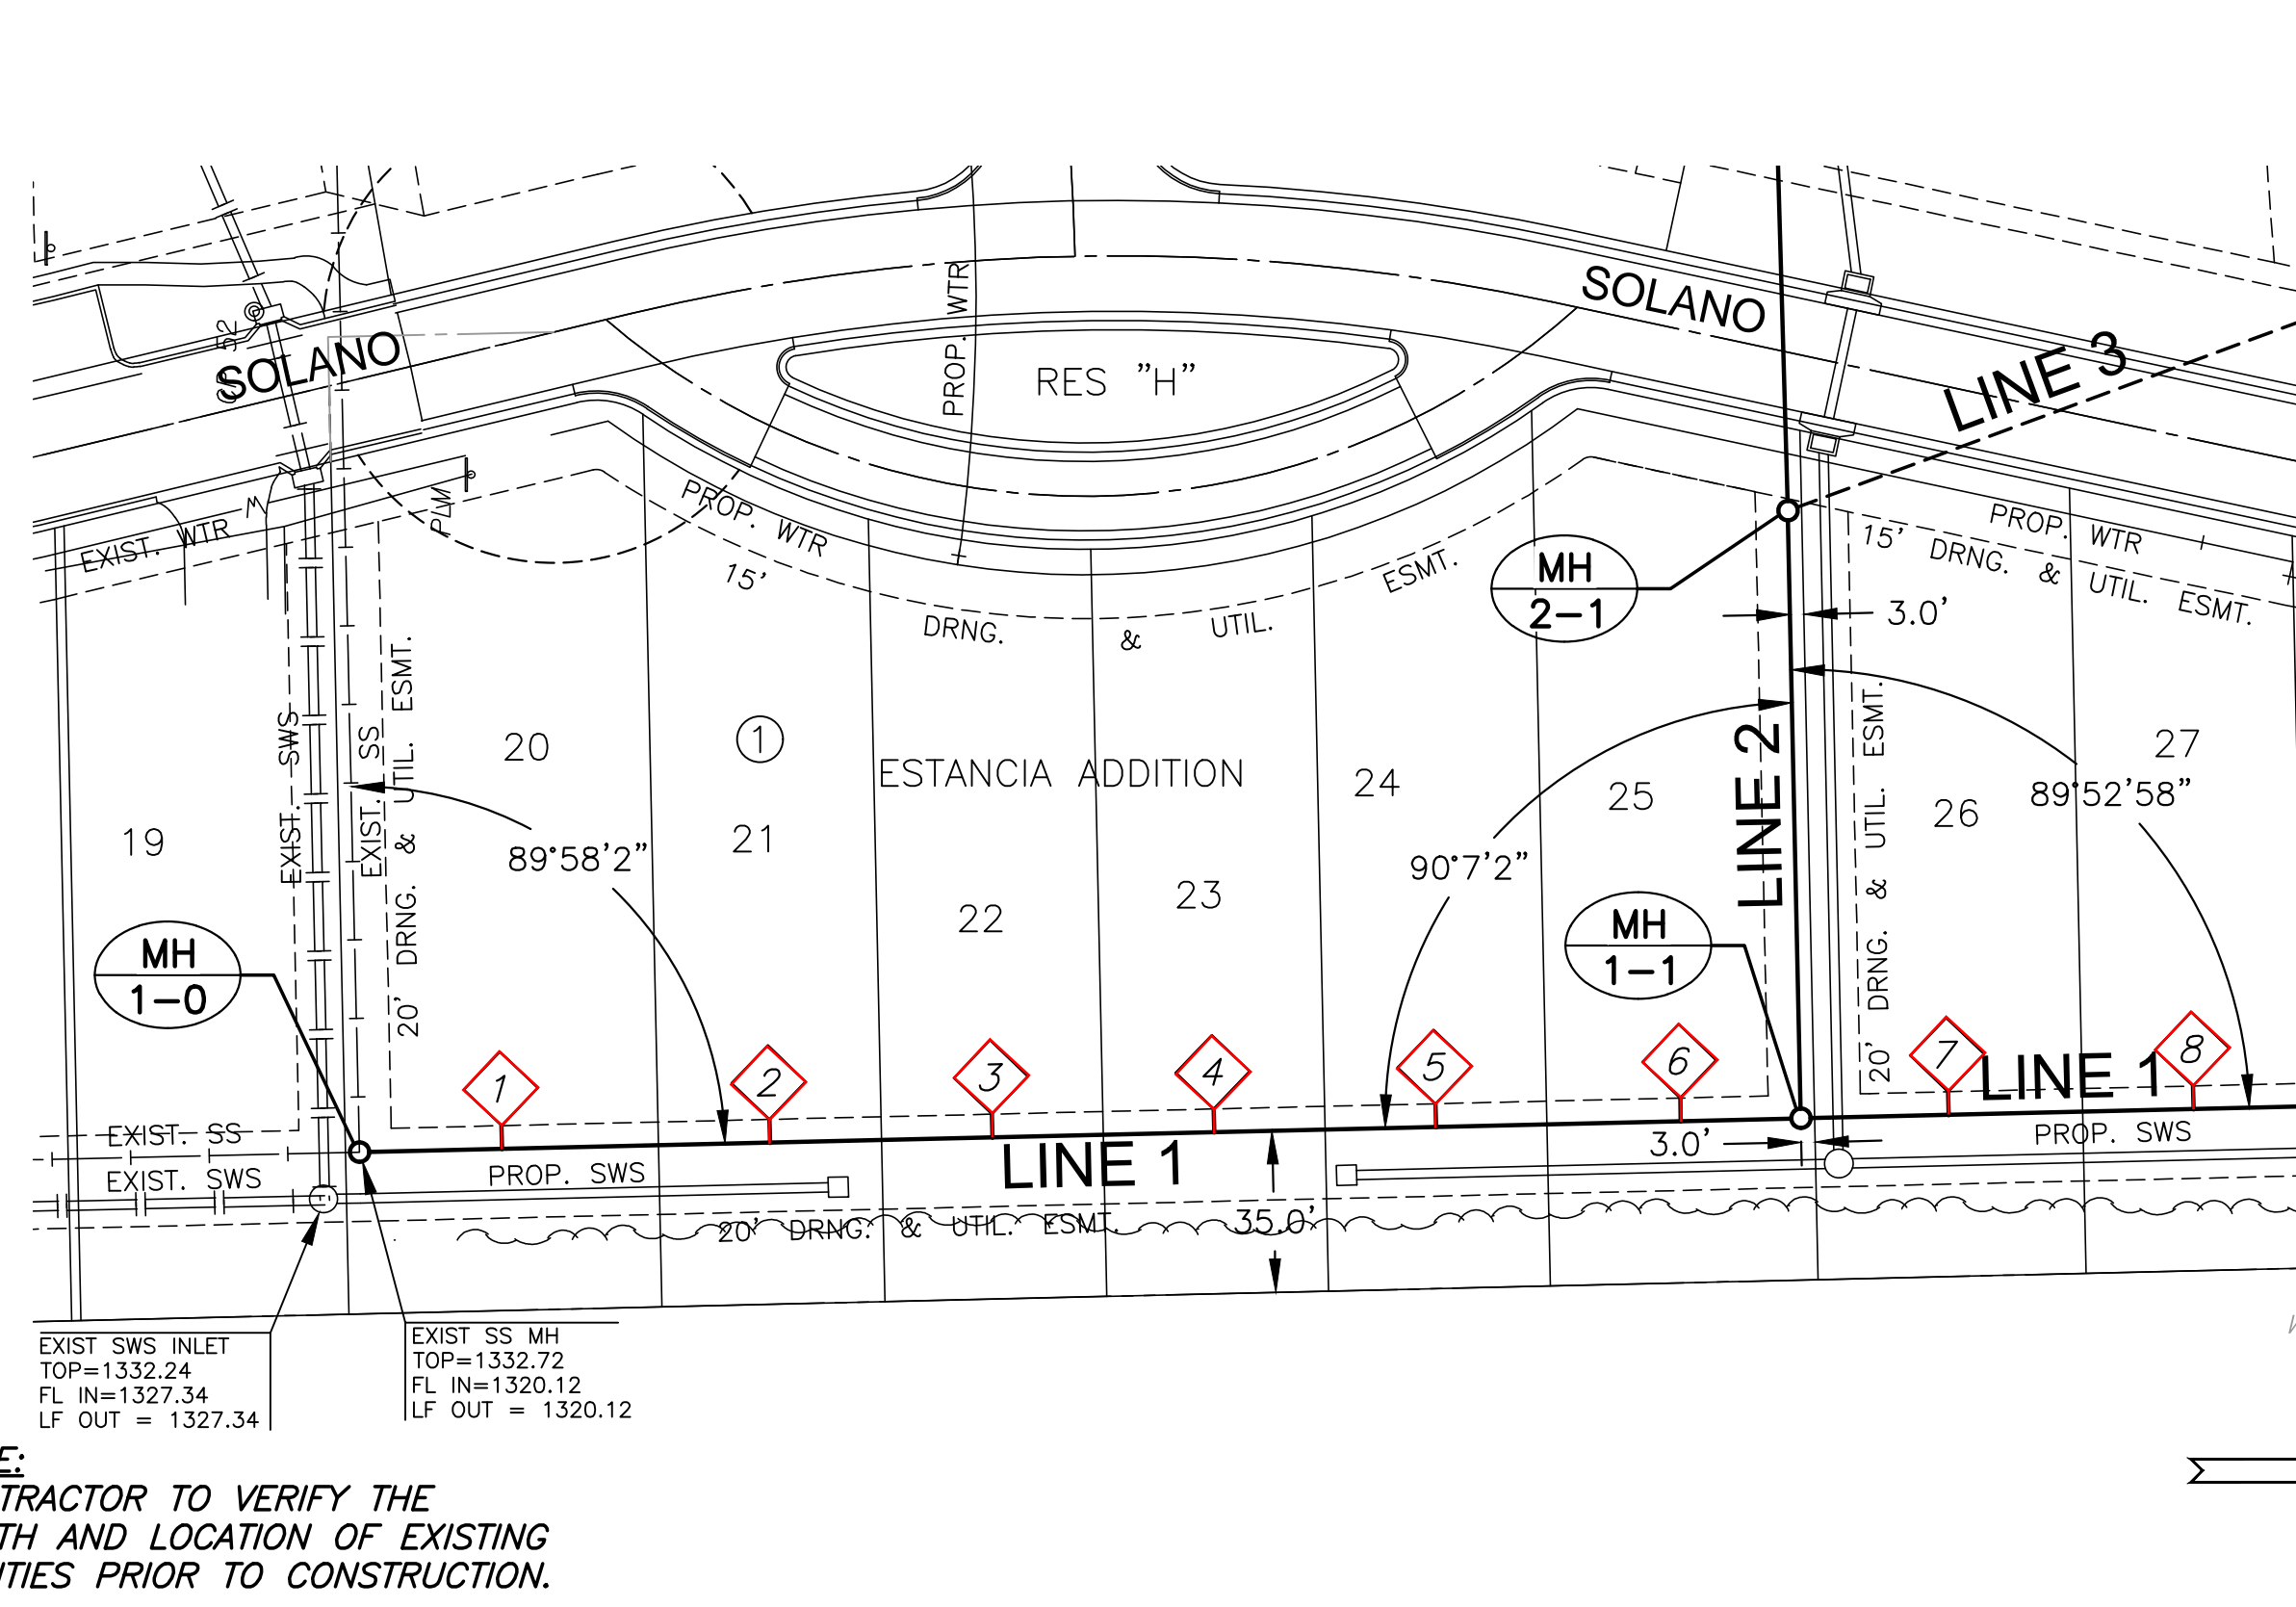 SOLANO
SOLANO
LINE 3
PROP. WTR
RES "H"
EXIST. WTR
PLM
PROP. WTR
15'
DRNG.
&
UTIL.
ESMT.
PROP. WTR
15' DRNG. & UTIL. ESMT.
MH
2-1
3.0'
EXIST. SWS
EXIST. SS
20' DRNG. & UTIL. ESMT.
19
20
1
21
ESTANCIA ADDITION
22
23
24
25
26
27
89°58'2"
90°7'2"
89°52'58"
LINE 2
20' DRNG. & UTIL. ESMT.
MH
1-0
MH
1-1
1
2
3
4
5
6
7
8
LINE 1
EXIST. SS
EXIST. SWS
PROP. SWS
LINE 1
3.0'
PROP. SWS
20' DRNG. & UTIL. ESMT.
35.0'
EXIST SWS INLET
TOP=1332.24
FL IN=1327.34
LF OUT = 1327.34
EXIST SS MH
TOP=1332.72
FL IN=1320.12
LF OUT = 1320.12
E:
TRACTOR TO VERIFY THE
TH AND LOCATION OF EXISTING
ITIES PRIOR TO CONSTRUCTION.